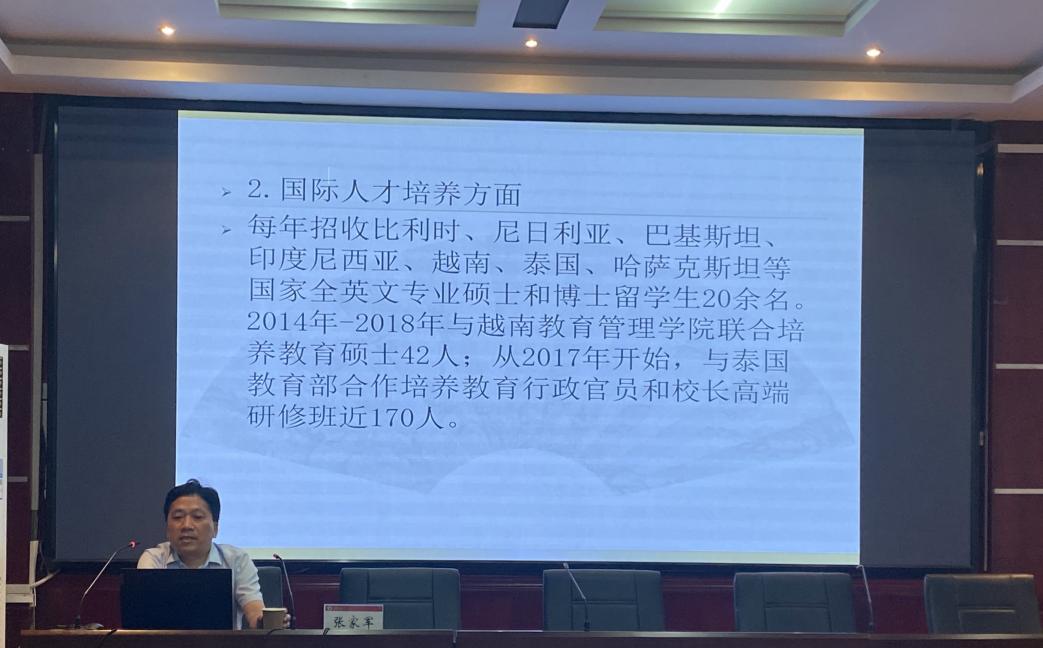 2.国际人才培养方面
每年招收比利时、尼日利亚、巴基斯坦、
印度尼西亚、越南、泰国、哈萨克斯坦等
国家全英文专业硕士和博士留学生20余名。
2014年-2018年与越南教育管理学院联合培
养教育硕士42人；从2017年开始，与泰国
教育部合作培养教育行政官员和校长高端
研修班近170人。
张家军